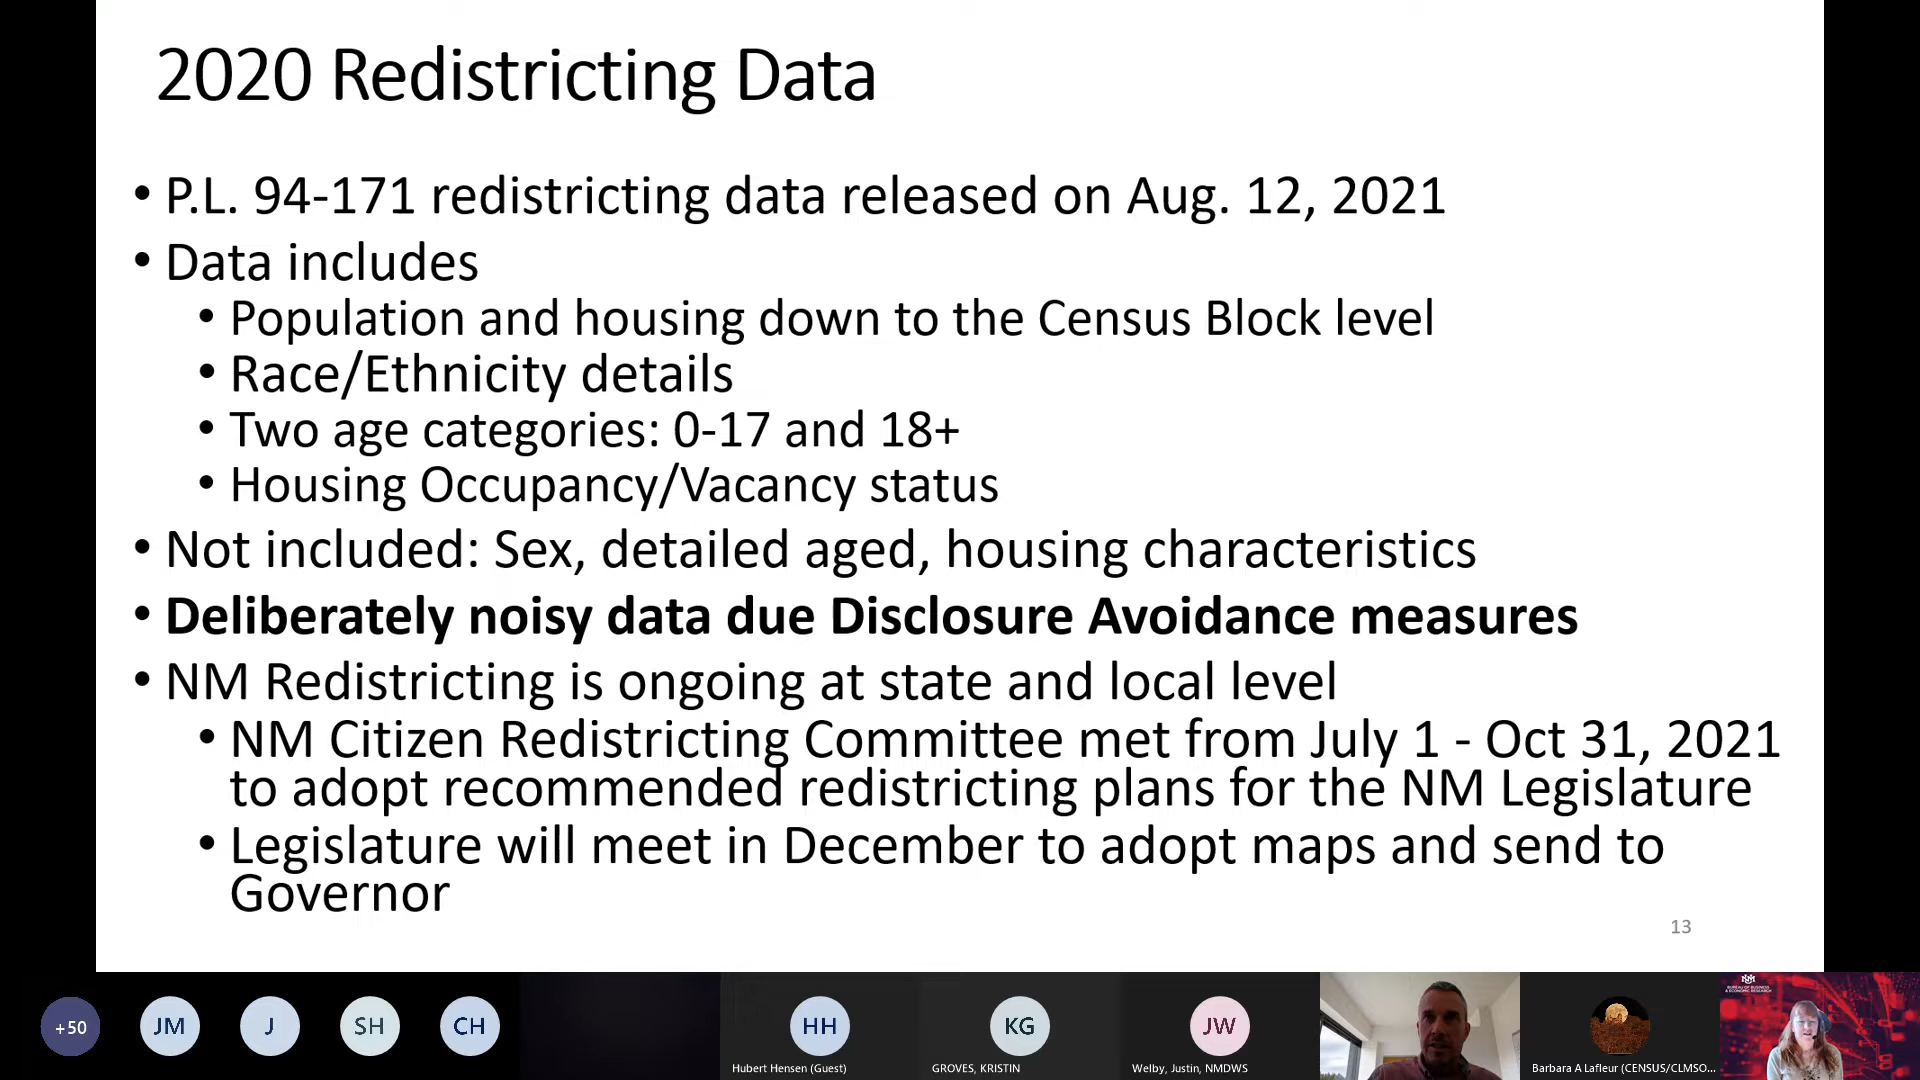 2020 Redistricting Data
• P.L. 94-171 redistricting data released on Aug. 12, 2021
• Data includes
• Population and housing down to the Census Block level
• Race/Ethnicity details
• Two age categories: 0-17 and 18+
• Housing Occupancy/Vacancy status
• Not included: Sex, detailed aged, housing characteristics
• Deliberately noisy data due Disclosure Avoidance measures
• NM Redistricting is ongoing at state and local level
• NM Citizen Redistricting Committee met from July 1 - Oct 31, 2021
to adopt recommended redistricting plans for the NM Legislature
• Legislature will meet in December to adopt maps and send to
Governor
13
+50
JM
J
SH
CH
HH
Hubert Hensen (Guest)
KG
GROVES, KRISTIN
JW
Welby, Justin, NMDWS
Barbara A Lafleur (CENSUS/CLMSO...
BUREAU OF BUSINESS
& ECONOMIC RESEARCH